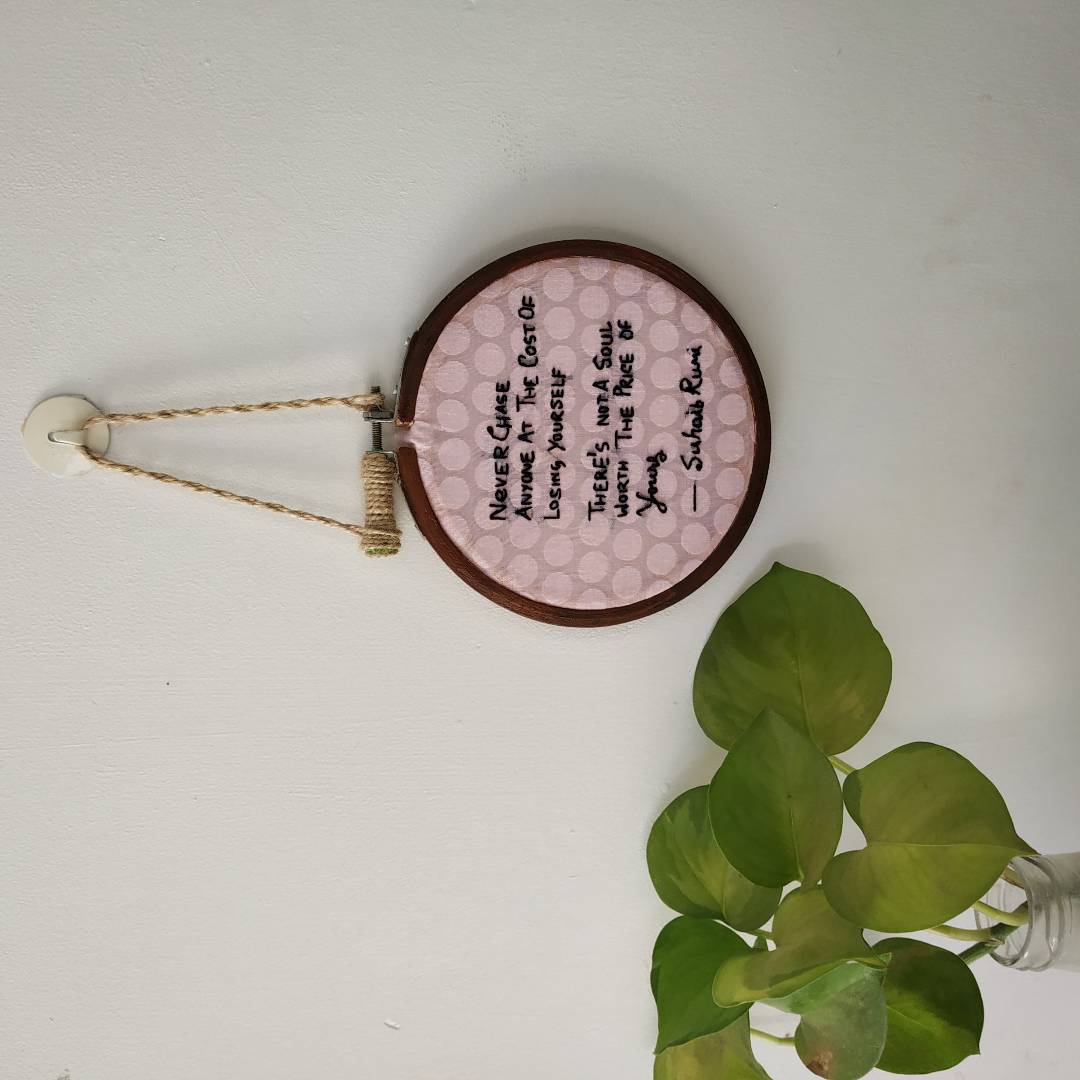 NeVER CHASE
ANYONE AT THE COST OF
LOSING YOURSELF
THERE'S NOT A SOUL
WORTH THE PRICE OF
Yours
— Suhaib Rumi